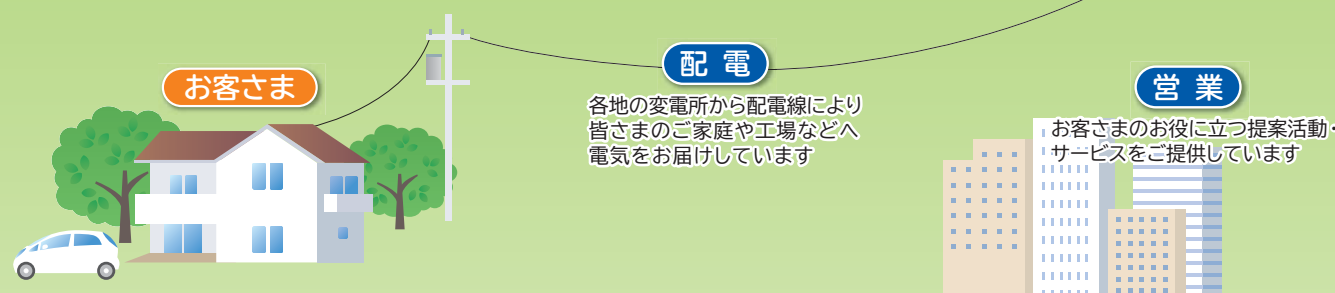 お客さま
配電
各地の変電所から配電線により
皆さまのご家庭や工場などへ
電気をお届けしています
営業
お客さまのお役に立つ提案活動・
サービスをご提供しています